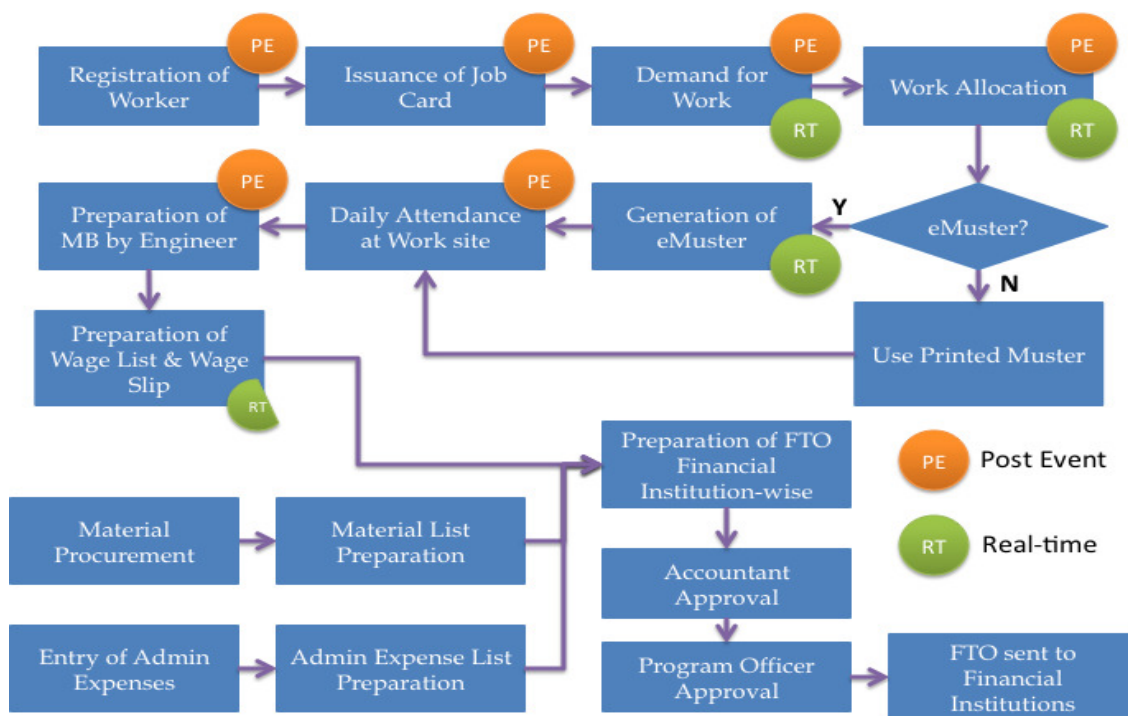 PE
Registration of
Worker
PE
Issuance of Job
Card
PE
Demand for
Work
RT
PE
Work Allocation
RT
PE
Preparation of
MB by Engineer
PE
Daily Attendance
at Work site
Generation of
eMuster
RT
Y
eMuster?
N
Preparation of
Wage List & Wage
Slip
RT
Use Printed Muster
Preparation of FTO
Financial
Institution-wise
PE
Post Event
RT
Real-time
Material
Procurement
Material List
Preparation
Accountant
Approval
Entry of Admin
Expenses
Admin Expense List
Preparation
Program Officer
Approval
FTO sent to
Financial
Institutions